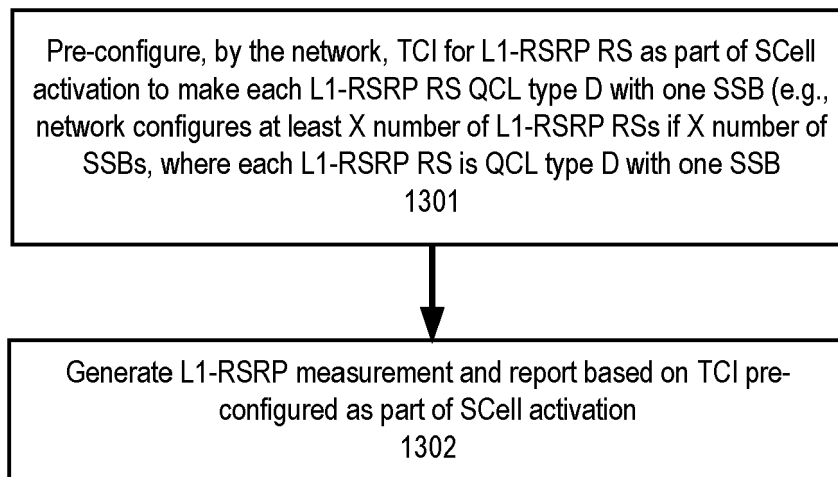 Pre-configure, by the network, TCI for L1-RSRP RS as part of SCell
activation to make each L1-RSRP RS QCL type D with one SSB (e.g.,
network configures at least X number of L1-RSRP RSs if X number of
SSBs, where each L1-RSRP RS is QCL type D with one SSB
1301
Generate L1-RSRP measurement and report based on TCI pre-
configured as part of SCell activation
1302